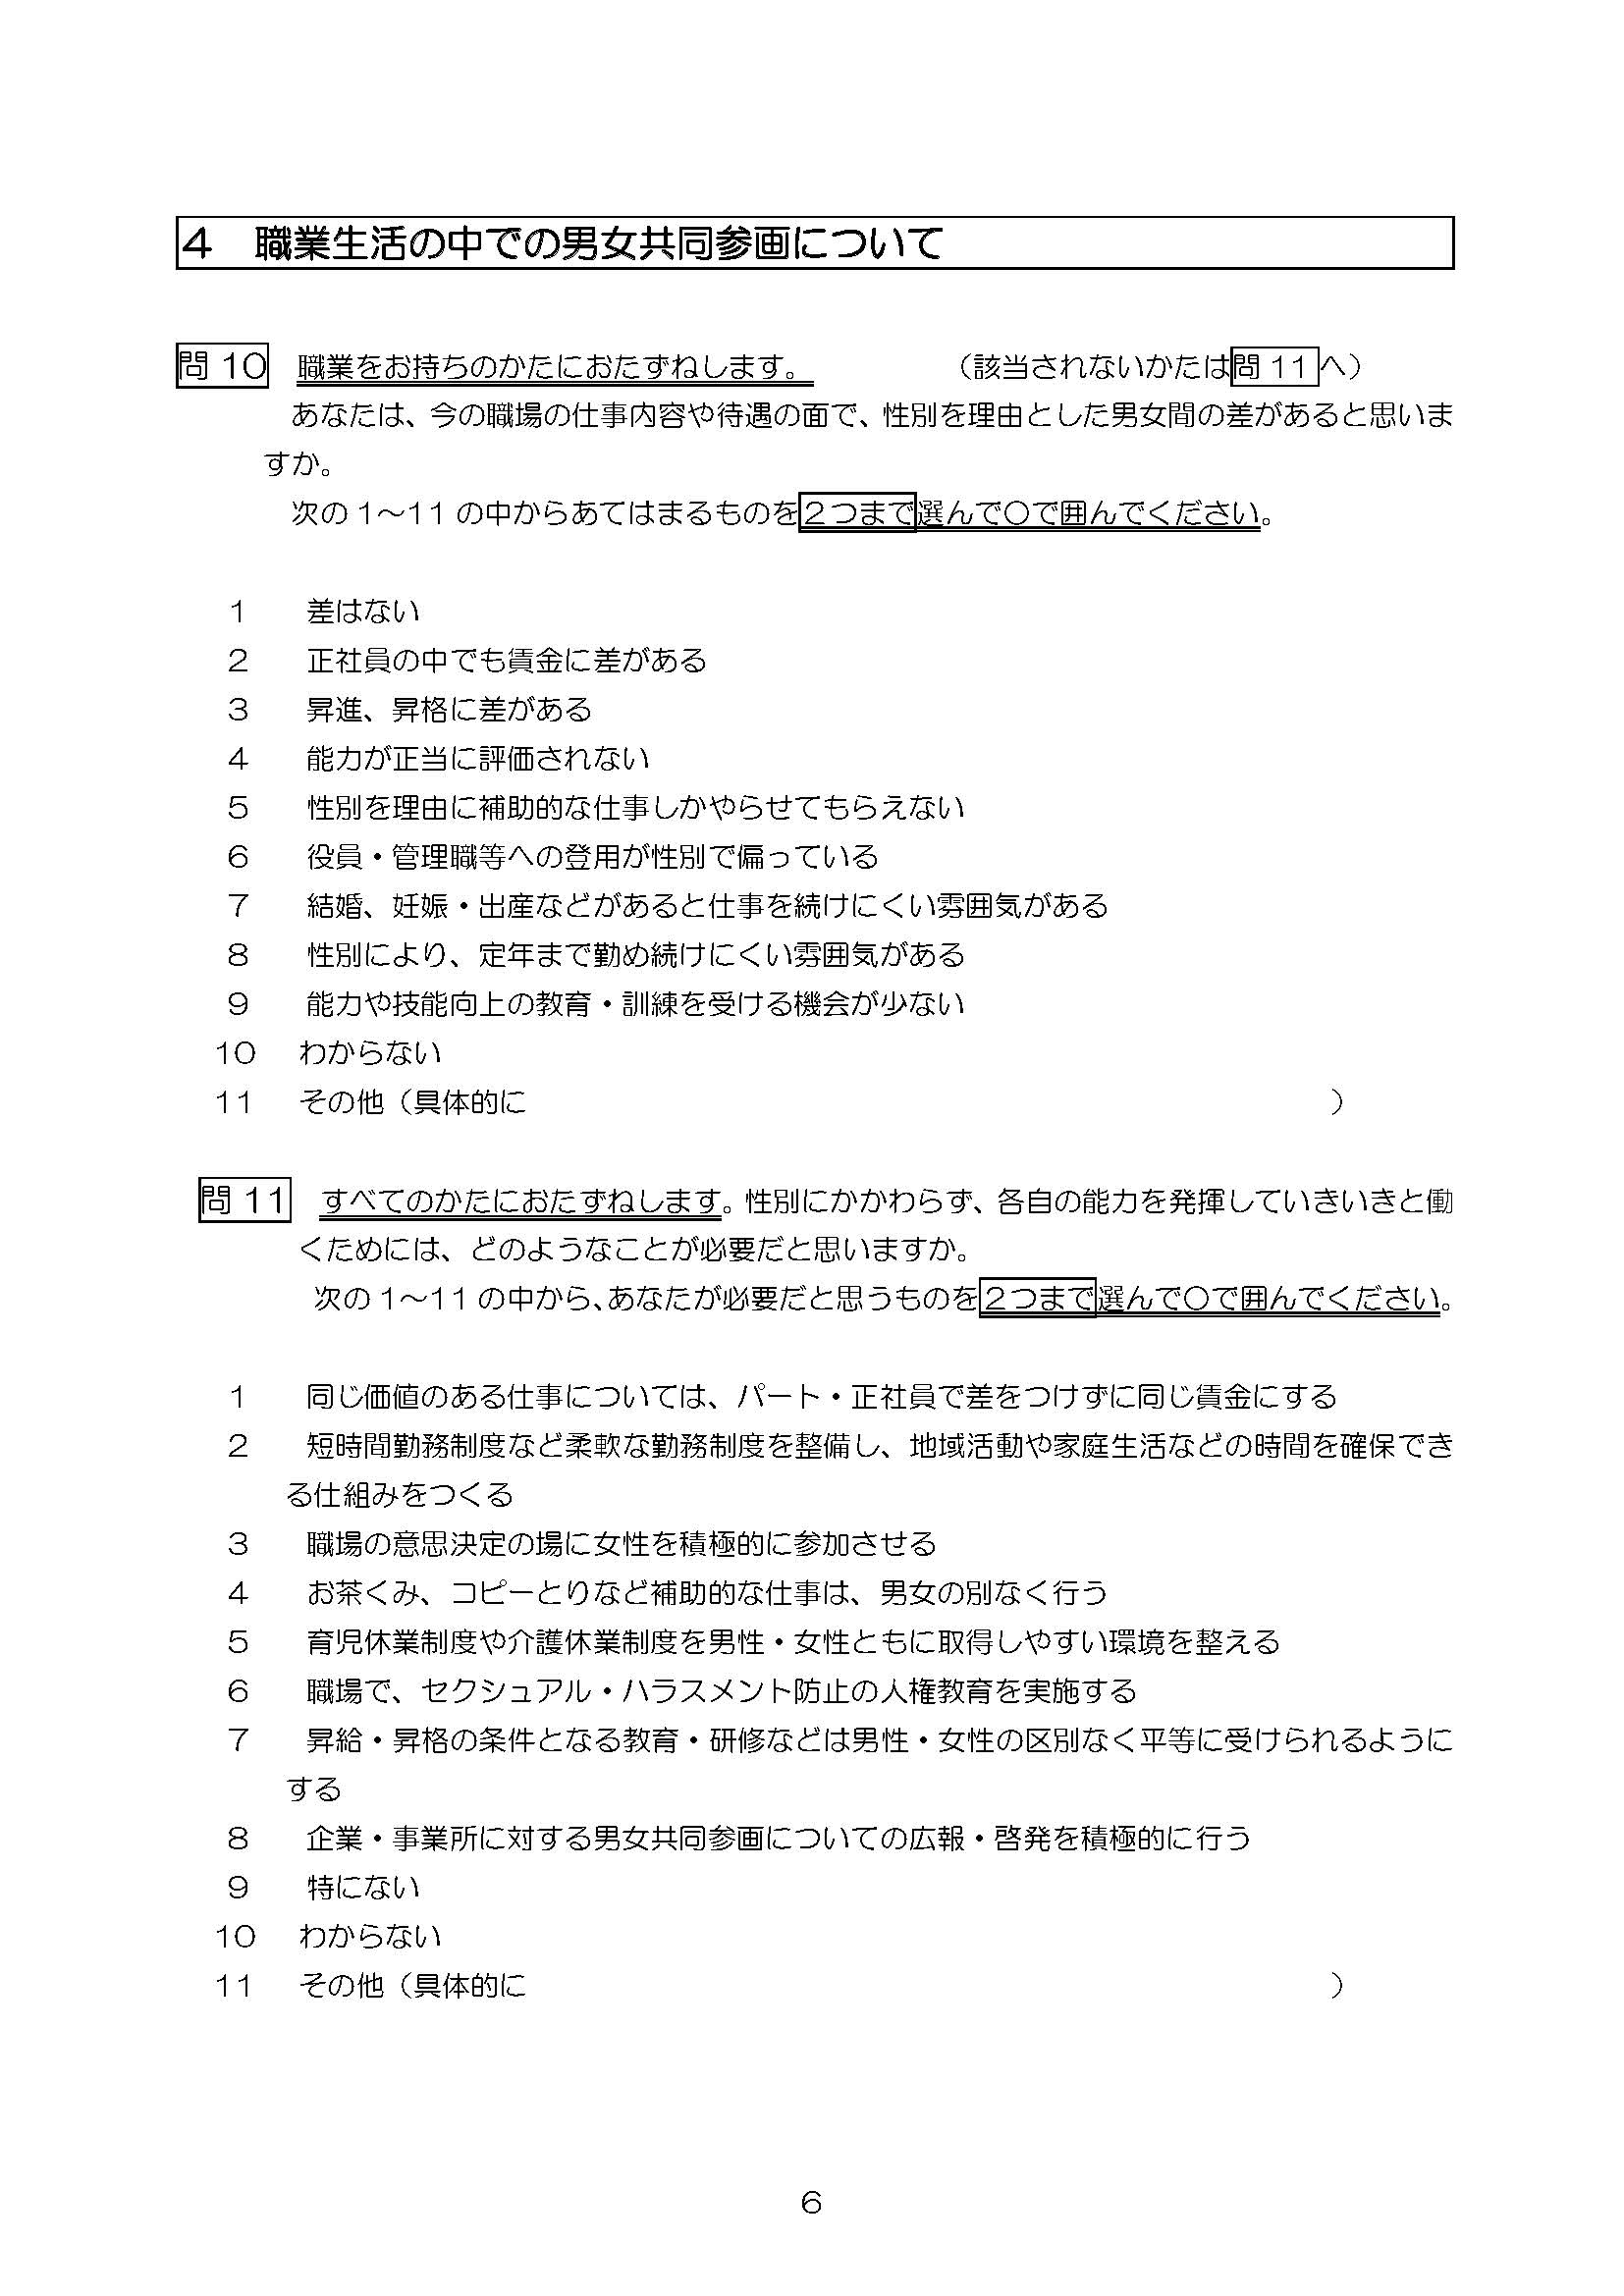 ４　職業生活の中での男女共同参画について
問 10　職業をお持ちのかたにおたずねします。　　　　　（該当されないかたは問 11 へ）
あなたは、今の職場の仕事内容や待遇の面で、性別を理由とした男女間の差があると思いま
すか。
次の 1～11 の中からあてはまるものを２つまで選んで○で囲んでください。
1　差はない
2　正社員の中でも賃金に差がある
3　昇進、昇格に差がある
4　能力が正当に評価されない
5　性別を理由に補助的な仕事しかやらせてもらえない
6　役員・管理職等への登用が性別で偏っている
7　結婚、妊娠・出産などがあると仕事を続けにくい雰囲気がある
8　性別により、定年まで勤め続けにくい雰囲気がある
9　能力や技能向上の教育・訓練を受ける機会が少ない
10　わからない
11　その他（具体的に　　　　　　　　　　　　　　　　　　　　　　　　　　　　）
問 11　すべてのかたにおたずねします。性別にかかわらず、各自の能力を発揮していきいきと働
くためには、どのようなことが必要だと思いますか。
次の 1～11 の中から、あなたが必要だと思うものを２つまで選んで○で囲んでください。
1　同じ価値のある仕事については、パート・正社員で差をつけずに同じ賃金にする
2　短時間勤務制度など柔軟な勤務制度を整備し、地域活動や家庭生活などの時間を確保でき
る仕組みをつくる
3　職場の意思決定の場に女性を積極的に参加させる
4　お茶くみ、コピーとりなど補助的な仕事は、男女の別なく行う
5　育児休業制度や介護休業制度を男性・女性ともに取得しやすい環境を整える
6　職場で、セクシュアル・ハラスメント防止の人権教育を実施する
7　昇給・昇格の条件となる教育・研修などは男性・女性の区別なく平等に受けられるように
する
8　企業・事業所に対する男女共同参画についての広報・啓発を積極的に行う
9　特にない
10　わからない
11　その他（具体的に　　　　　　　　　　　　　　　　　　　　　　　　　　　　）
6